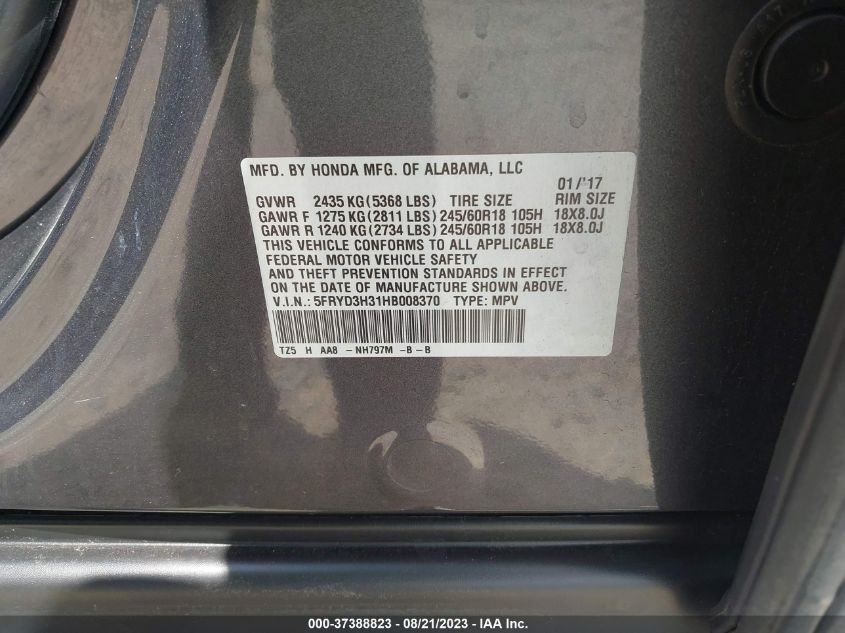 MFD. BY HONDA MFG. OF ALABAMA, LLC
01/'17
GVWR 2435 KG (5368 LBS) TIRE SIZE RIM SIZE
GAWR F 1275 KG (2811 LBS) 245/60R18 105H 18X8.0J
GAWR R 1240 KG (2734 LBS) 245/60R18 105H 18X8.0J
THIS VEHICLE CONFORMS TO ALL APPLICABLE
FEDERAL MOTOR VEHICLE SAFETY
AND THEFT PREVENTION STANDARDS IN EFFECT
ON THE DATE OF MANUFACTURE SHOWN ABOVE.
V.I.N.: 5FRYD3H31HB008370 TYPE: MPV
TZ5 H AA8 -NH797M -B-B
000-37388823 - 08/21/2023 - IAA Inc.